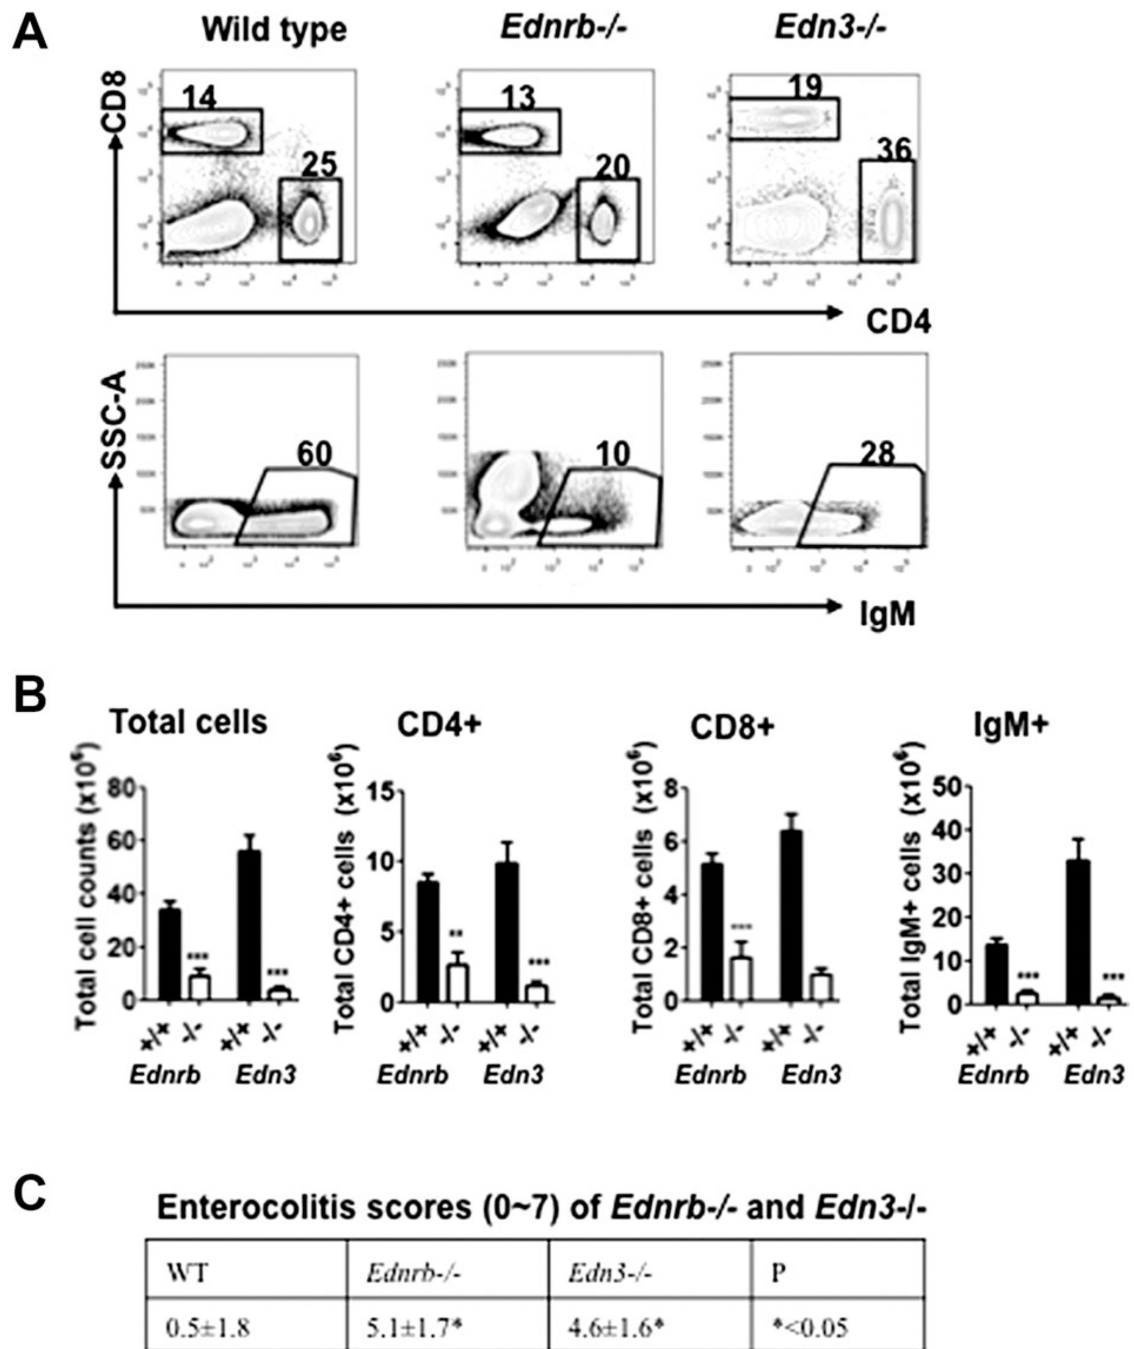 A
Wild type Ednrb-/- Edn3-/-
CD8
14 13 19
25 20 36
CD4
SSC-A
60 10 28
IgM
B
Total cells CD4+ CD8+ IgM+
Total cell counts (x10⁶)
80
60
40
20
0
*** ***
+/+ -/- +/+ -/-
Ednrb Edn3
Total CD4+ cells (x10⁶)
15
10
5
0
** ***
+/+ -/- +/+ -/-
Ednrb Edn3
Total CD8+ cells (x10⁶)
8
6
4
2
0
***
+/+ -/- +/+ -/-
Ednrb Edn3
Total IgM+ cells (x10⁶)
50
40
30
20
10
0
*** ***
+/+ -/- +/+ -/-
Ednrb Edn3
C
Enterocolitis scores (0~7) of Ednrb-/- and Edn3-/-
WT Ednrb-/- Edn3-/- P
0.5±1.8 5.1±1.7* 4.6±1.6* *<0.05